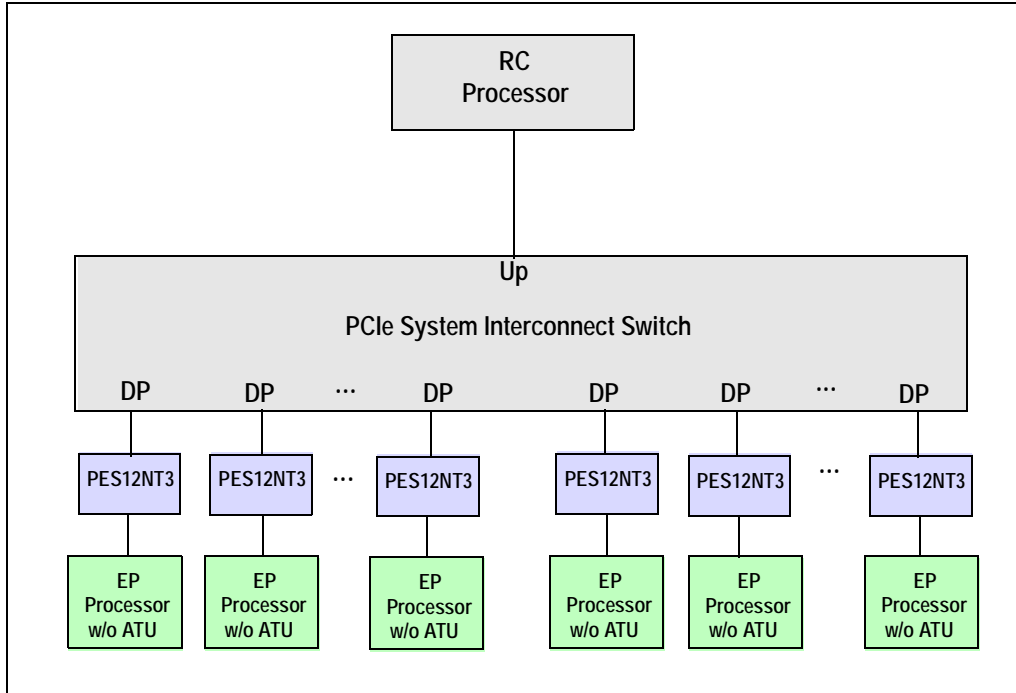 RC
Processor
Up
PCIe System Interconnect Switch
DP DP ... DP DP DP ... DP
PES12NT3 PES12NT3 ... PES12NT3 PES12NT3 PES12NT3 ... PES12NT3
EP
Processor
w/o ATU
EP
Processor
w/o ATU
EP
Processor
w/o ATU
EP
Processor
w/o ATU
EP
Processor
w/o ATU
EP
Processor
w/o ATU